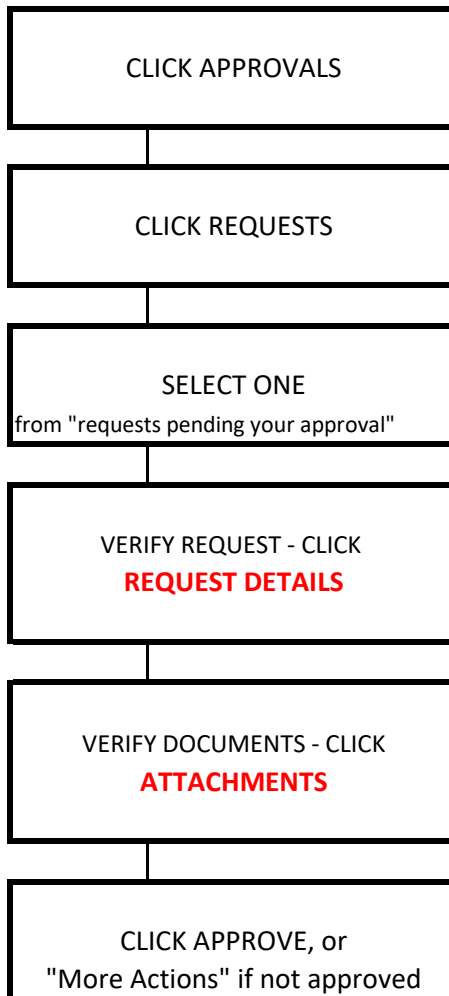 CLICK APPROVALS
CLICK REQUESTS
SELECT ONE
from "requests pending your approval"
VERIFY REQUEST - CLICK
REQUEST DETAILS
VERIFY DOCUMENTS - CLICK
ATTACHMENTS
CLICK APPROVE, or
"More Actions" if not approved